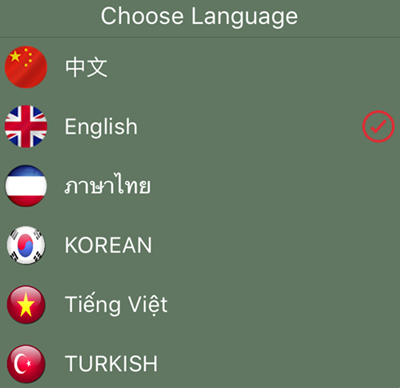 Choose Language
中文
English
ภาษาไทย
KOREAN
Tiếng Việt
TURKISH